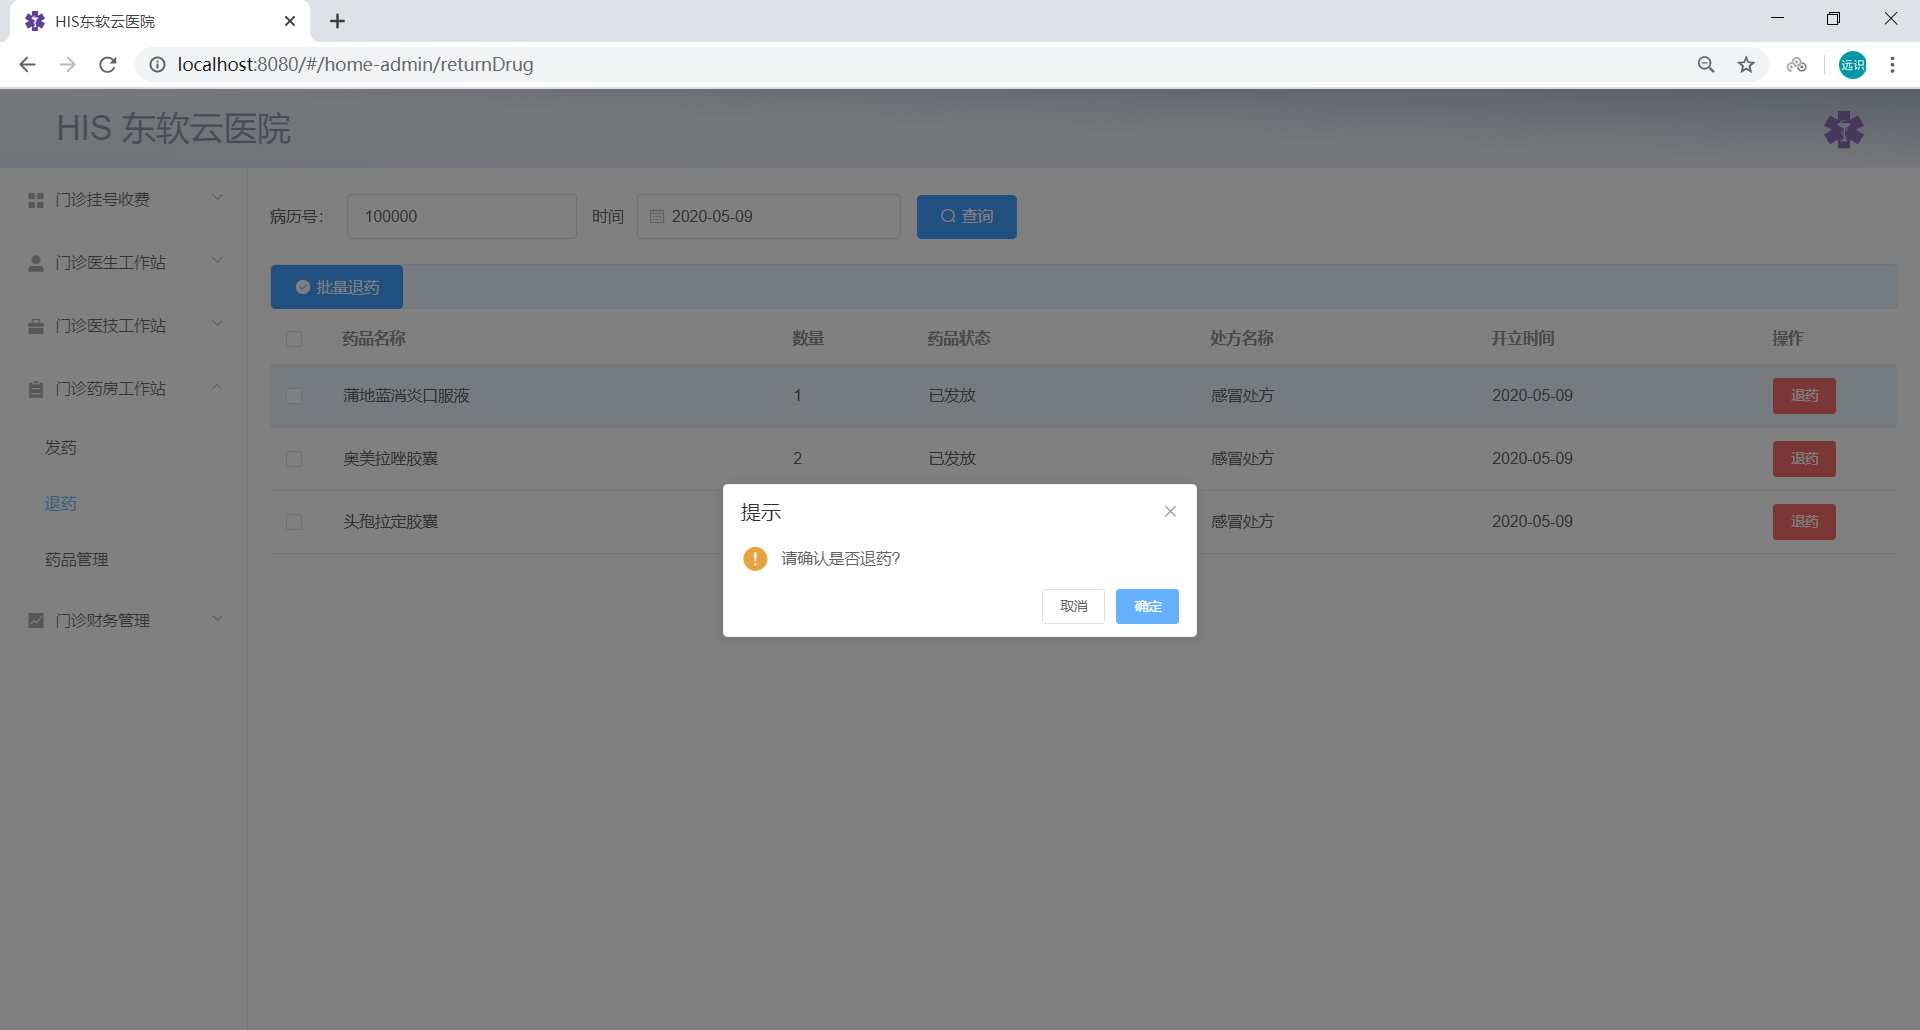 HIS东软云医院
localhost:8080/#/home-admin/returnDrug
远识
HIS 东软云医院
门诊挂号收费
门诊医生工作站
门诊医技工作站
门诊药房工作站
发药
退药
药品管理
门诊财务管理
病历号： 100000 时间 2020-05-09 查询
批量退药
药品名称 数量 药品状态 处方名称 开立时间 操作
蒲地蓝消炎口服液 1 已发放 感冒处方 2020-05-09 退药
奥美拉唑胶囊 2 已发放 感冒处方 2020-05-09 退药
头孢拉定胶囊 感冒处方 2020-05-09 退药
提示
请确认是否退药?
取消 确定